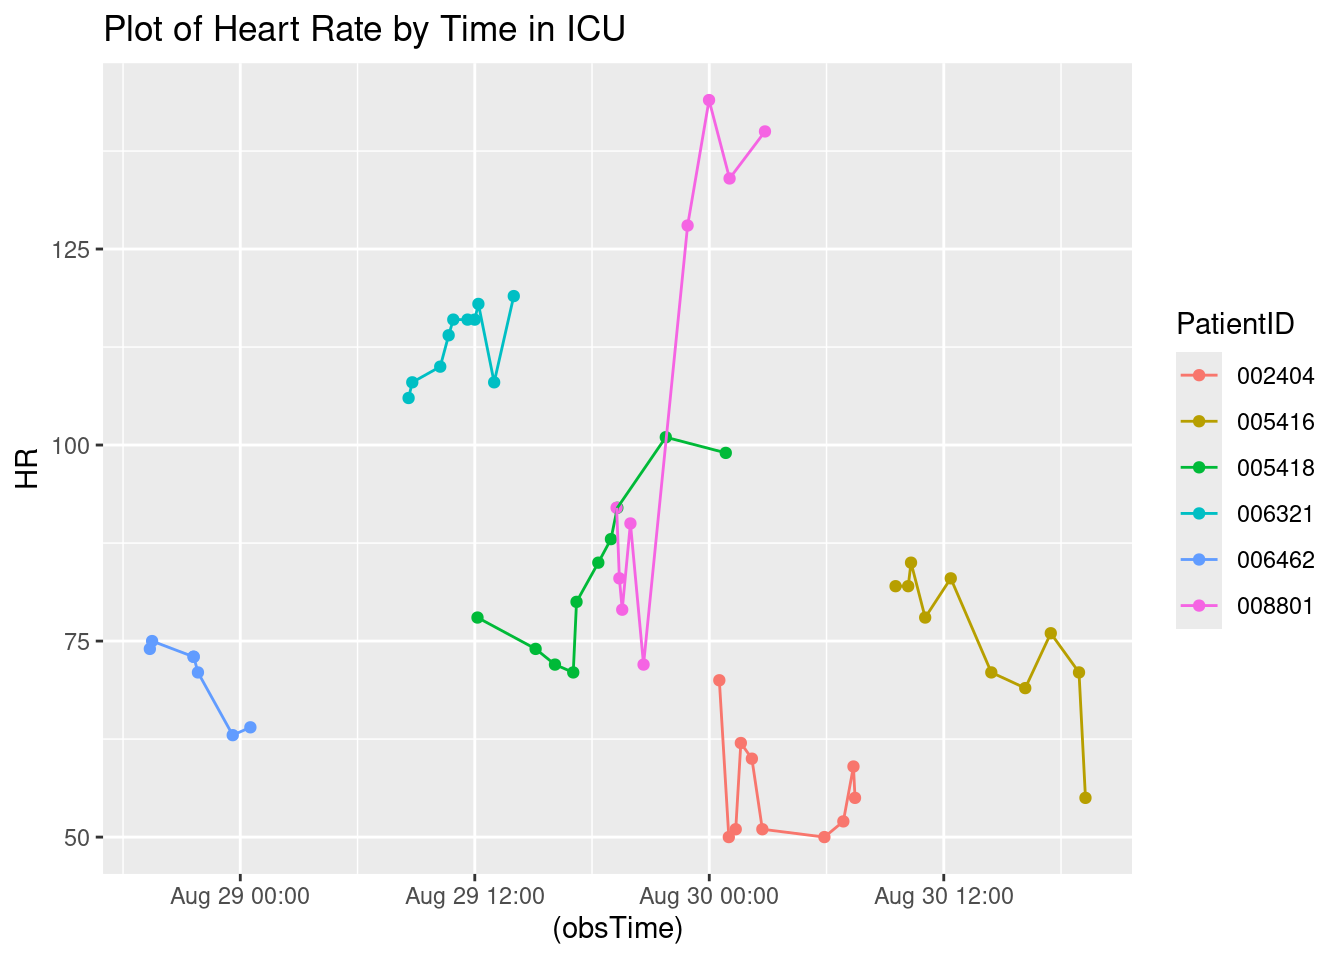 Plot of Heart Rate by Time in ICU
HR
125
100
75
50
Aug 29 00:00
Aug 29 12:00
Aug 30 00:00
Aug 30 12:00
(obsTime)
PatientID
002404
005416
005418
006321
006462
008801